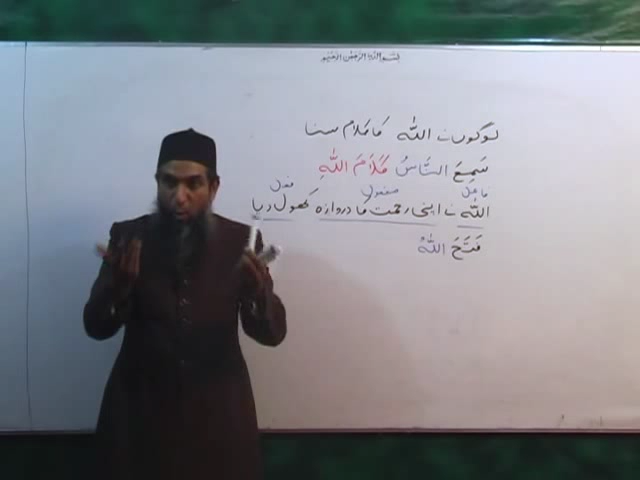 بسم اللہ الرحمٰن الرحیم
لوگوں نے اللہ کا کلام سنا
سَمِعَ النَّاسُ كَلَامَ اللّٰهِ
فاعل مفعول فعل
اللہ نے اپنی رحمت کا دروازہ کھول دیا
فَتَحَ اللّٰهُ